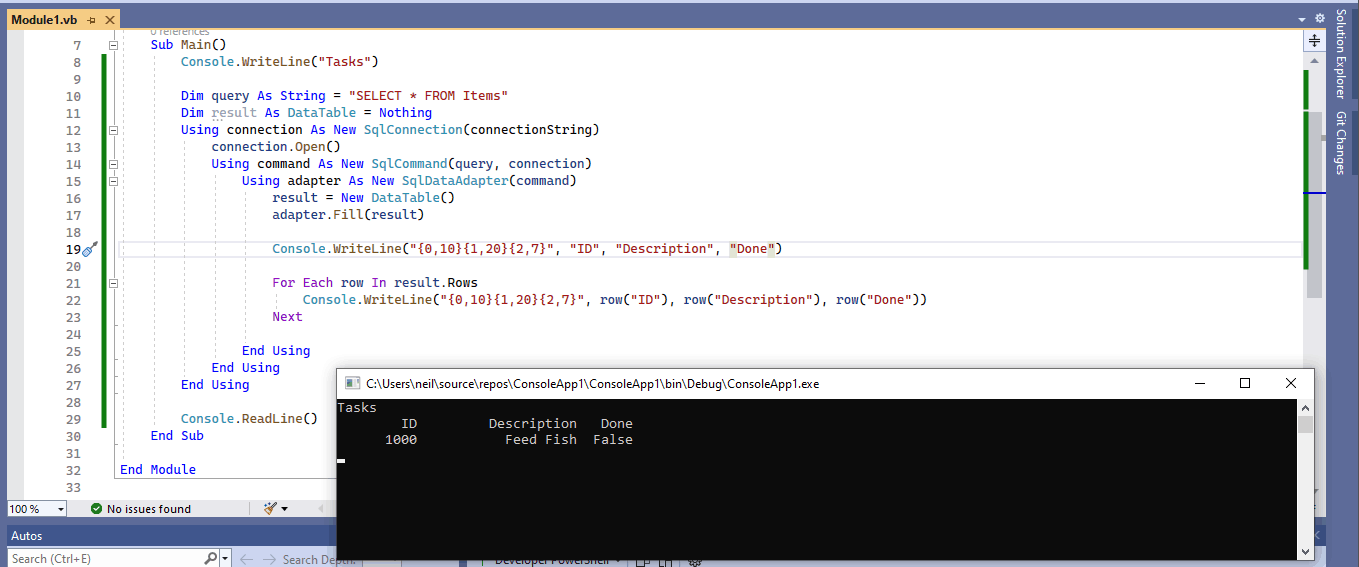 Module1.vb
0 references
7 Sub Main()
8 Console.WriteLine("Tasks")
9
10 Dim query As String = "SELECT * FROM Items"
11 Dim result As DataTable = Nothing
12 Using connection As New SqlConnection(connectionString)
13 connection.Open()
14 Using command As New SqlCommand(query, connection)
15 Using adapter As New SqlDataAdapter(command)
16 result = New DataTable()
17 adapter.Fill(result)
18
19 Console.WriteLine("{0,10}{1,20}{2,7}", "ID", "Description", "Done")
20
21 For Each row In result.Rows
22 Console.WriteLine("{0,10}{1,20}{2,7}", row("ID"), row("Description"), row("Done"))
23 Next
24
25 End Using
26 End Using
27 End Using
28
29 Console.ReadLine()
30 End Sub
31
32 End Module
33
100 %
No issues found
Autos
Search (Ctrl+E)
Search Depth:
Developer PowerShell
C:\Users\neil\source\repos\ConsoleApp1\ConsoleApp1\bin\Debug\ConsoleApp1.exe
Tasks
ID Description Done
1000 Feed Fish False
Solution Explorer
Git Changes